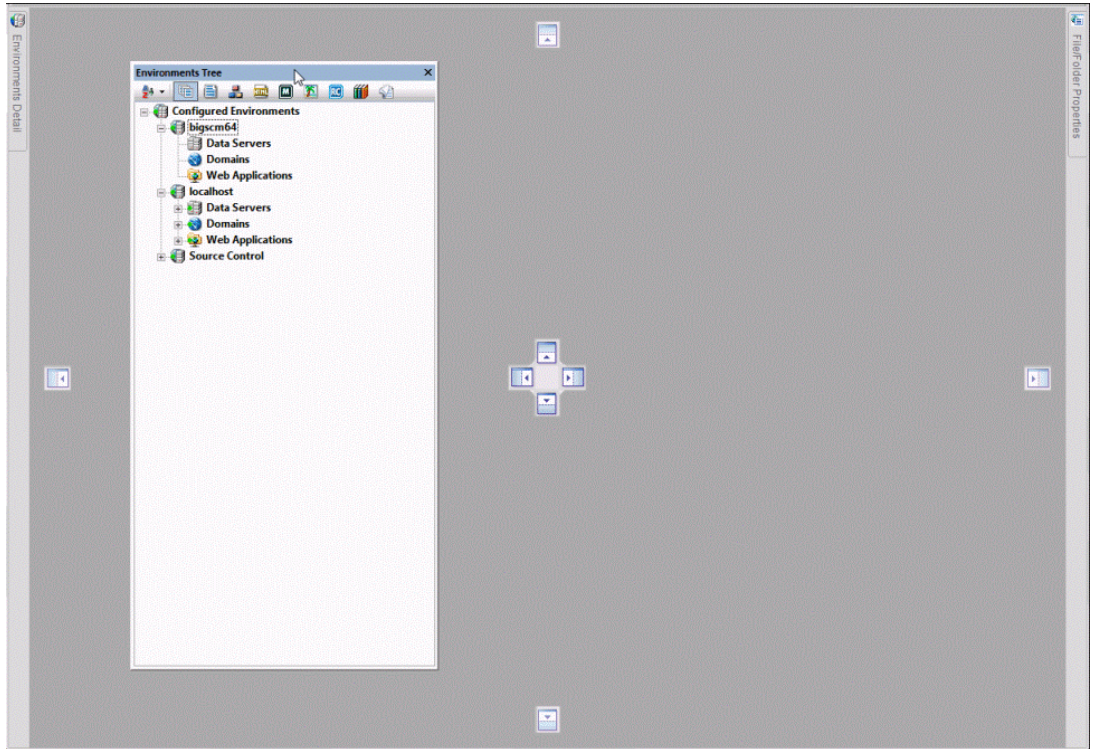 Environments Detail
Environments Tree
Configured Environments
bigscm64
Data Servers
Domains
Web Applications
localhost
Data Servers
Domains
Web Applications
Source Control
File/Folder Properties